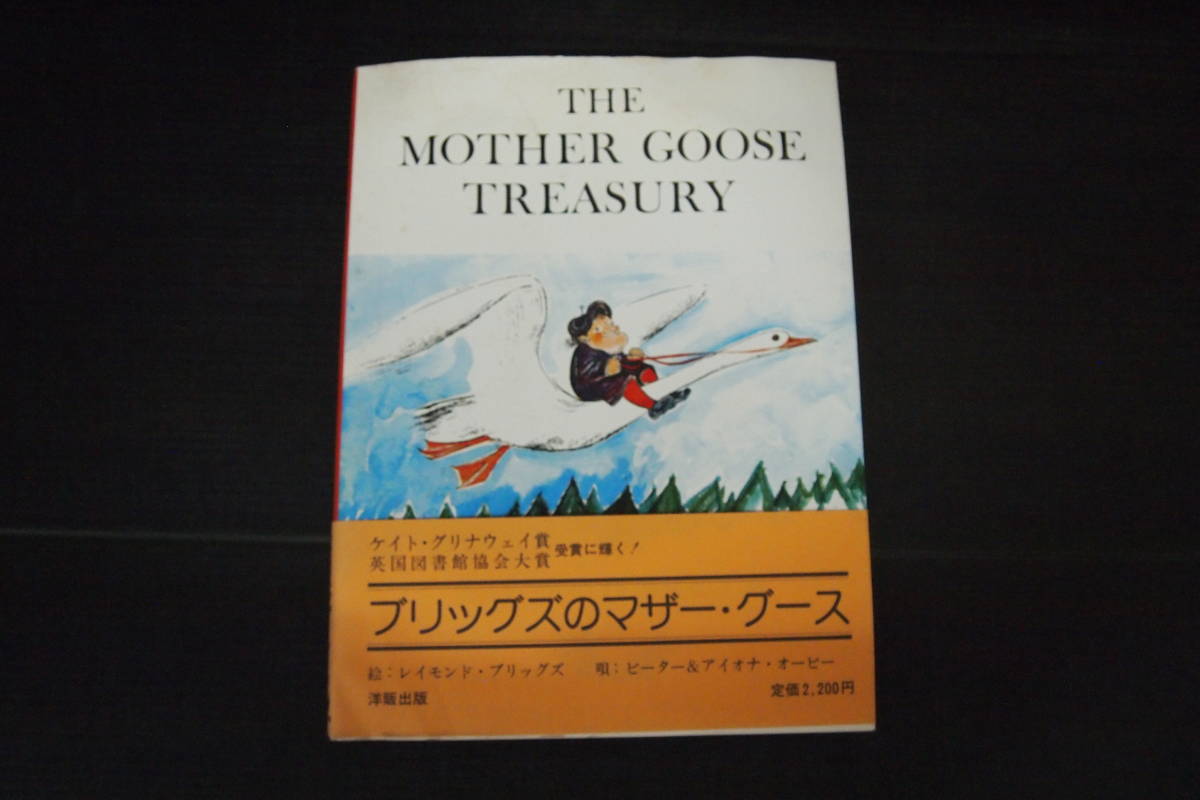 THE
MOTHER GOOSE
TREASURY
ケイト・グリナウェイ賞
英国図書館協会大賞 受賞に輝く!
ブリッグズのマザー・グース
絵:レイモンド・ブリッグズ 唄:ピーター&アイオナ・オーピー
洋販出版 定価2,200円